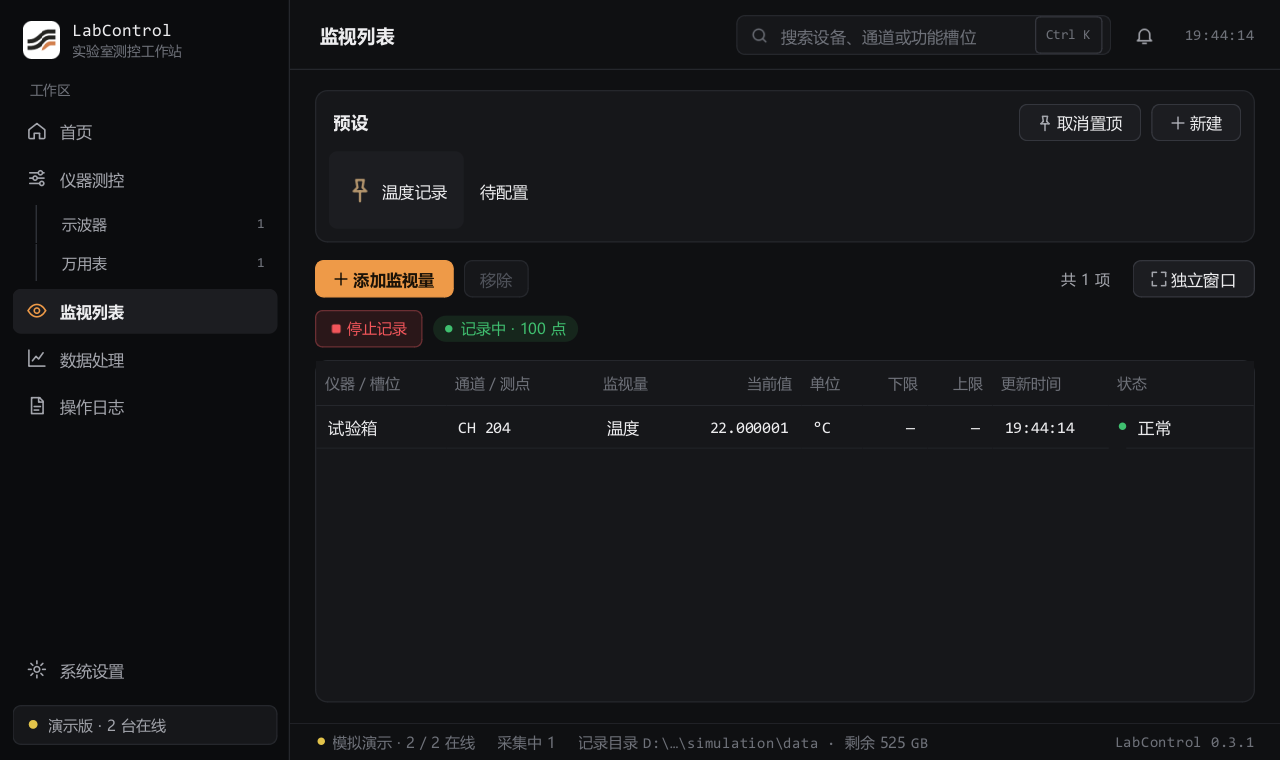 LabControl
实验室测控工作站
工作区
首页
仪器测控
示波器 1
万用表 1
监视列表
数据处理
操作日志
系统设置
演示版 · 2 台在线
监视列表
搜索设备、通道或功能槽位 Ctrl K
19:44:14
预设
取消置顶
新建
温度记录
待配置
添加监视量
移除
共 1 项
独立窗口
停止记录
记录中 · 100 点
仪器 / 槽位 通道 / 测点 监视量 当前值 单位 下限 上限 更新时间 状态
试验箱 CH 204 温度 22.000001 °C — — 19:44:14 正常
模拟演示 · 2 / 2 在线 采集中 1 记录目录 D:\…\simulation\data · 剩余 525 GB LabControl 0.3.1